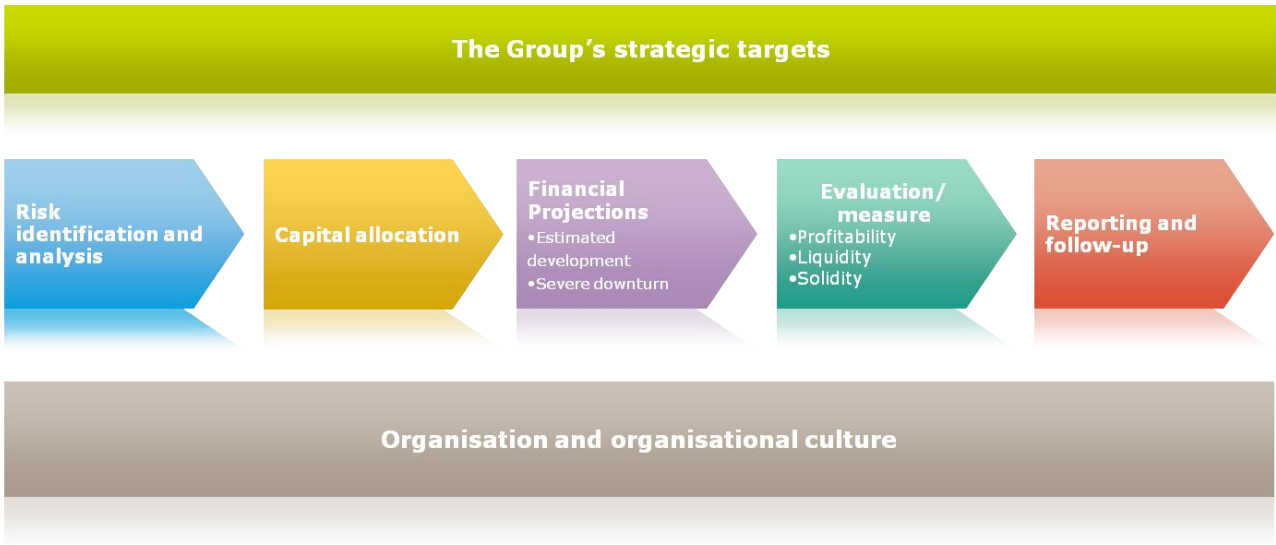 The Group's strategic targets
Risk
identification and
analysis
Capital allocation
Financial
Projections
•Estimated
development
•Severe downturn
Evaluation/
measure
•Profitability
•Liquidity
•Solidity
Reporting and
follow-up
Organisation and organisational culture